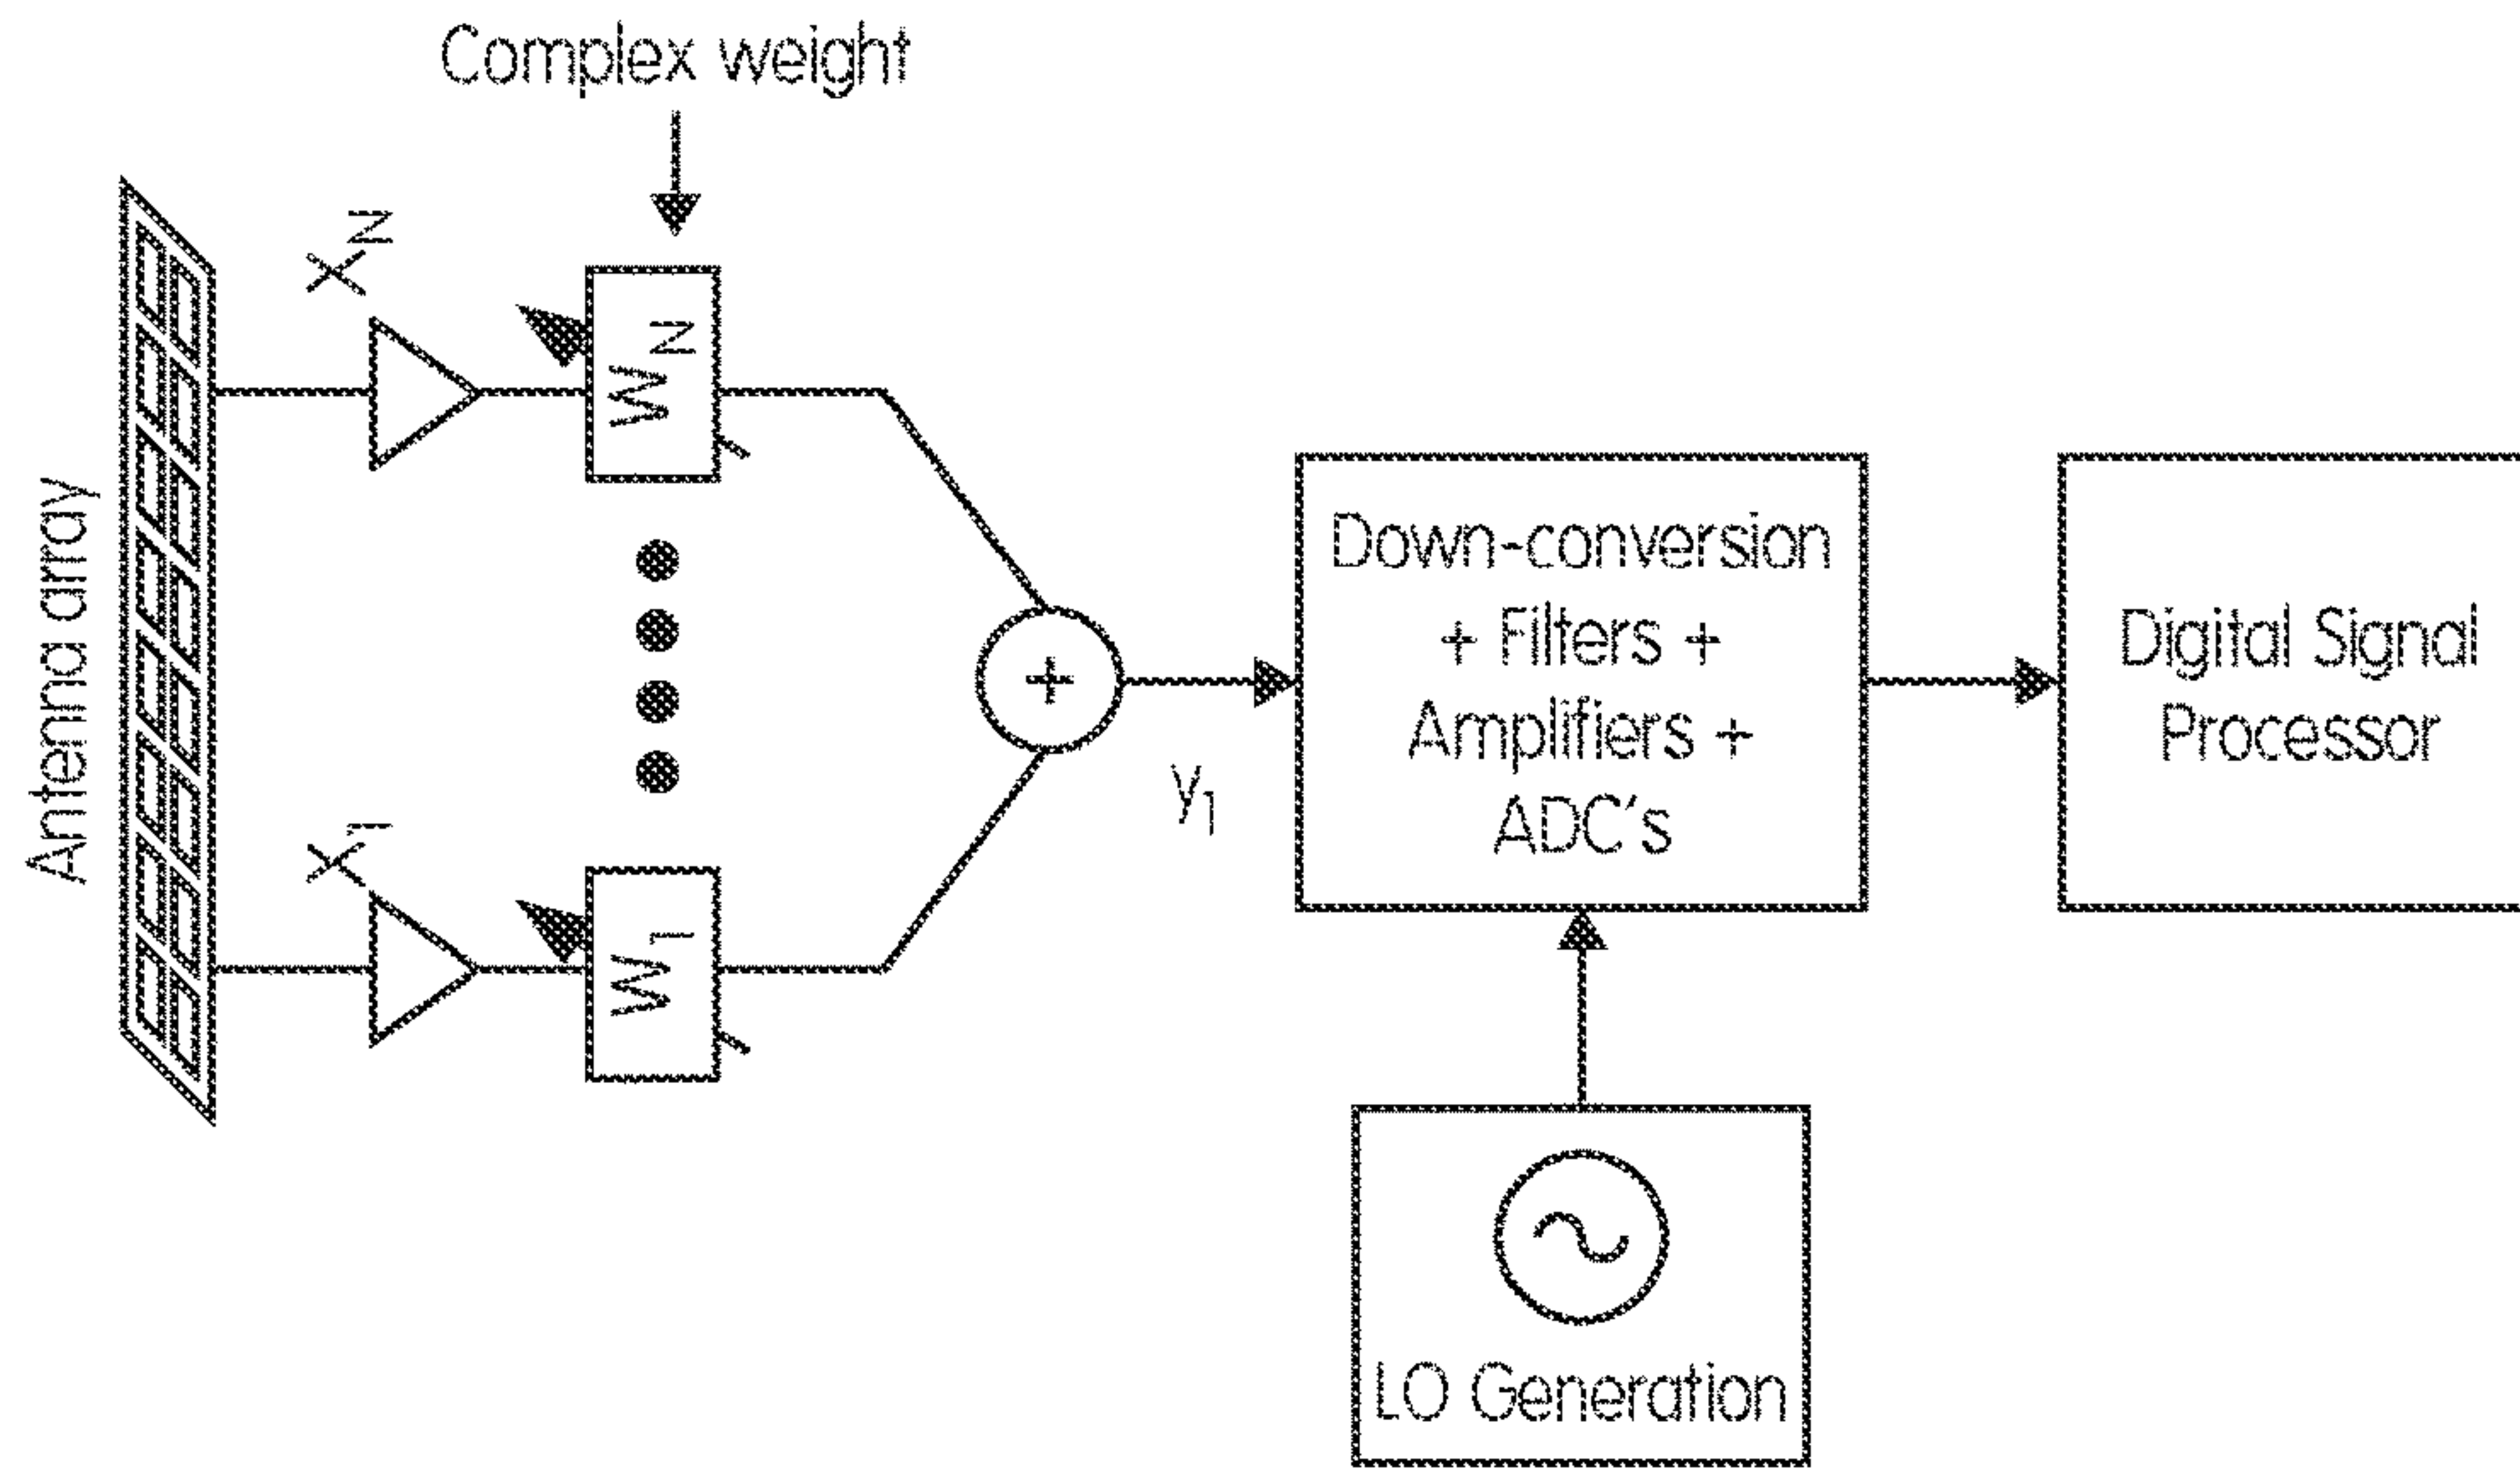 Complex weight
Antenna array
XN
WN
X1
W1
+
y1
Down-conversion
+ Filters +
Amplifiers +
ADC's
Digital Signal
Processor
LO Generation